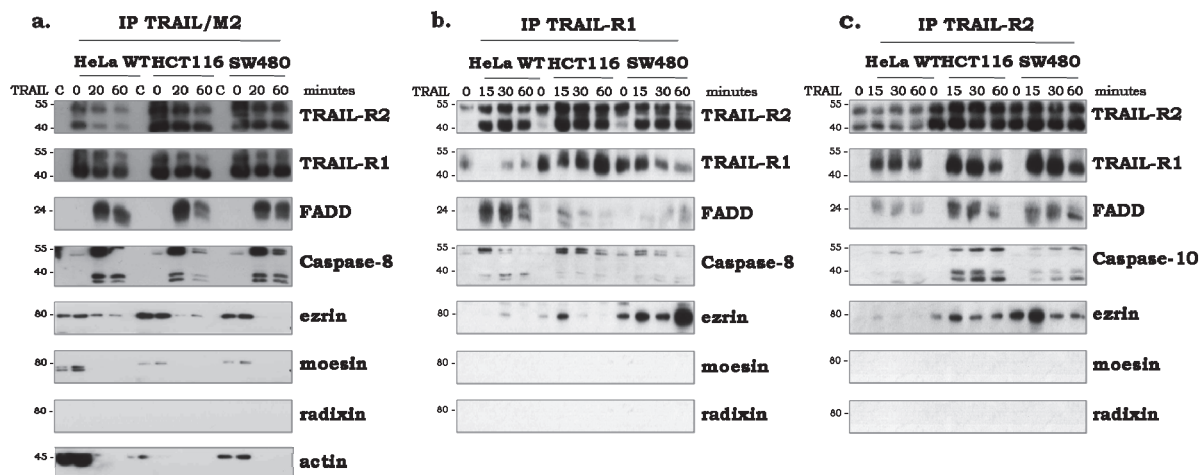 a.
IP TRAIL/M2
HeLa WT HCT116 SW480
TRAIL C 0 20 60 C 0 20 60 C 0 20 60 minutes
55 -
40 -
TRAIL-R2
55 -
40 -
TRAIL-R1
24 -
FADD
55 -
40 -
Caspase-8
80 -
ezrin
80 -
moesin
80 -
radixin
45 -
actin
b.
IP TRAIL-R1
HeLa WT HCT116 SW480
TRAIL 0 15 30 60 0 15 30 60 0 15 30 60 minutes
55 -
40 -
TRAIL-R2
55 -
40 -
TRAIL-R1
24 -
FADD
55 -
40 -
Caspase-8
80 -
ezrin
80 -
moesin
80 -
radixin
c.
IP TRAIL-R2
HeLa WT HCT116 SW480
TRAIL 0 15 30 60 0 15 30 60 0 15 30 60 minutes
55 -
40 -
TRAIL-R2
55 -
40 -
TRAIL-R1
24 -
FADD
55 -
40 -
Caspase-10
80 -
ezrin
80 -
moesin
80 -
radixin